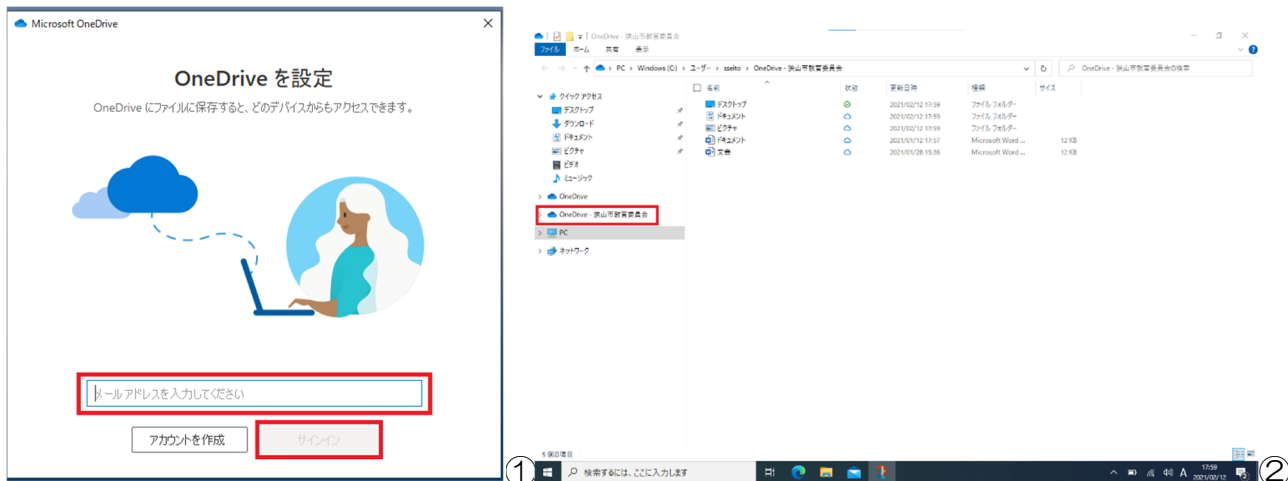 Microsoft OneDrive
OneDrive を設定
OneDrive にファイルに保存すると、どのデバイスからもアクセスできます。
メール アドレスを入力してください
アカウントを作成
サインイン
①
OneDrive - 狭山市教育委員会
ファイル ホーム 共有 表示
PC › Windows (C:) › ユーザー › sseito › OneDrive - 狭山市教育委員会
OneDrive - 狭山市教育委員会の検索
クイック アクセス
デスクトップ
ダウンロード
ドキュメント
ピクチャ
ビデオ
ミュージック
OneDrive
OneDrive - 狭山市教育委員会
PC
ネットワーク
名前 状態 更新日時 種類 サイズ
デスクトップ 2021/02/12 17:59 ファイル フォルダー
ドキュメント 2021/02/12 17:59 ファイル フォルダー
ピクチャ 2021/02/12 17:59 ファイル フォルダー
ドキュメント 2021/01/12 17:57 Microsoft Word ... 12 KB
文書 2021/01/28 15:36 Microsoft Word ... 12 KB
5 個の項目
検索するには、ここに入力します
A
17:59
2021/02/12
②